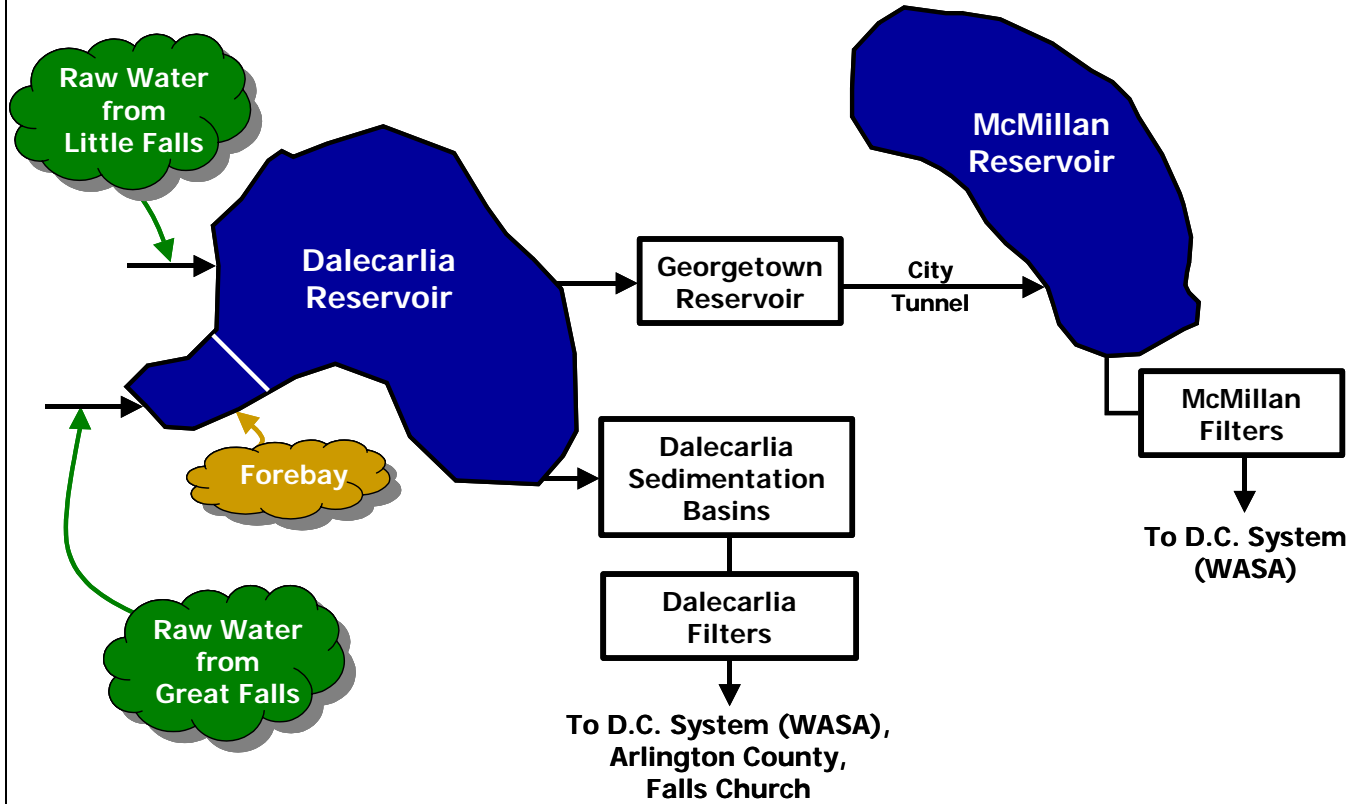 Raw Water
from
Little Falls
Dalecarlia
Reservoir
McMillan
Reservoir
Georgetown
Reservoir
City
Tunnel
Forebay
Dalecarlia
Sedimentation
Basins
McMillan
Filters
To D.C. System
(WASA)
Dalecarlia
Filters
Raw Water
from
Great Falls
To D.C. System (WASA),
Arlington County,
Falls Church